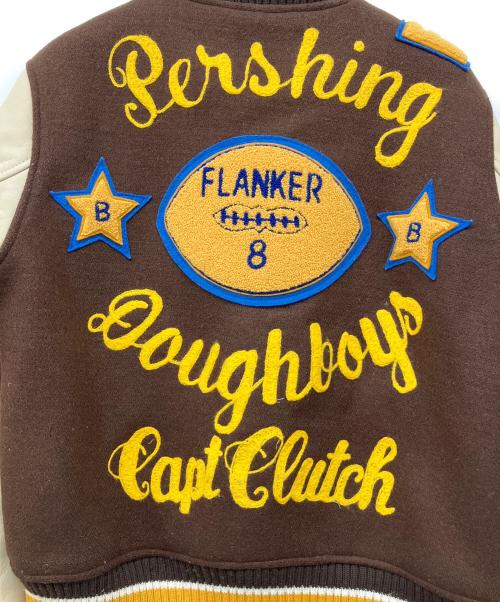 Pershing
FLANKER
8
B
B
Doughboys
Capt Clutch